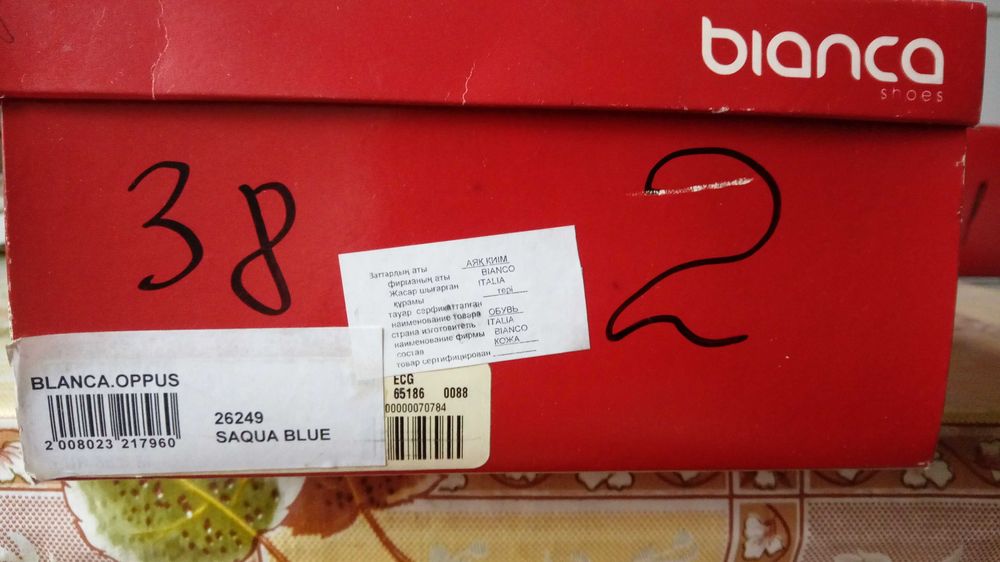 bianca
shoes
38
2
Заттардың аты АЯҚ КИІМ
фирманың аты BIANCO
Жасар шығарған ITALIA
құрамы тері
тауар серфикатталған
наименование товара ОБУВЬ
страна изготовитель ITALIA
наименование фирмы BIANCO
состав КОЖА
товар сертифицирован
BLANCA.OPPUS
2 008023 217960
26249
SAQUA BLUE
ECG
65186 0088
00000070784